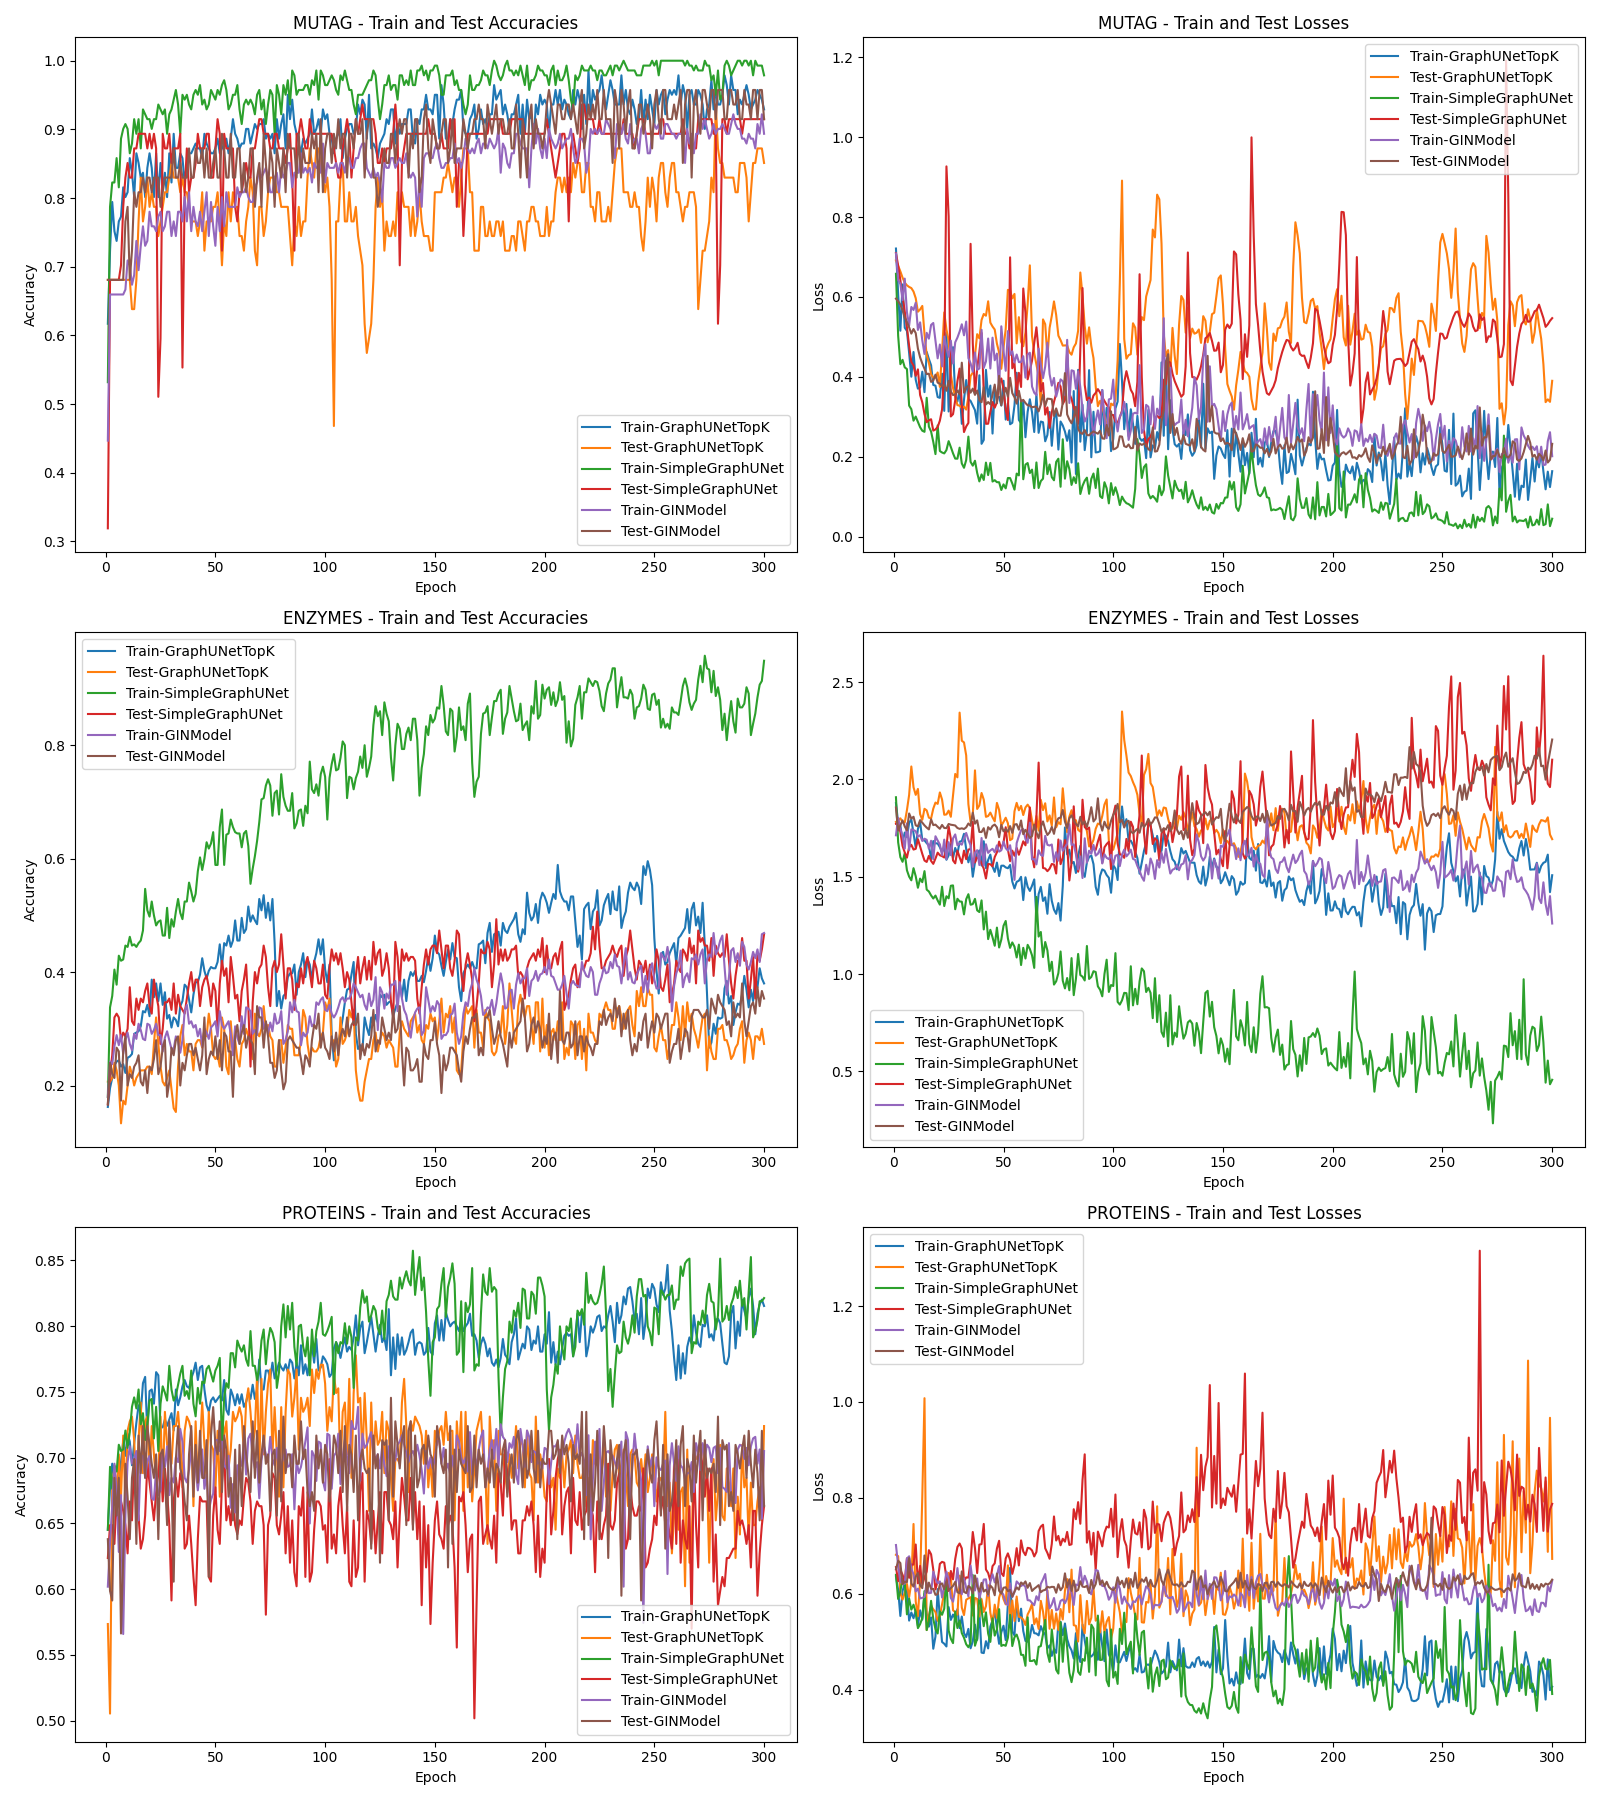 MUTAG - Train and Test Accuracies
1.0
0.9
0.8
0.7
0.6
0.5
0.4
0.3
Accuracy
Train-GraphUNetTopK
Test-GraphUNetTopK
Train-SimpleGraphUNet
Test-SimpleGraphUNet
Train-GINModel
Test-GINModel
0 50 100 150 200 250 300
Epoch
MUTAG - Train and Test Losses
1.2
1.0
0.8
0.6
0.4
0.2
0.0
Loss
Train-GraphUNetTopK
Test-GraphUNetTopK
Train-SimpleGraphUNet
Test-SimpleGraphUNet
Train-GINModel
Test-GINModel
0 50 100 150 200 250 300
Epoch
ENZYMES - Train and Test Accuracies
Train-GraphUNetTopK
Test-GraphUNetTopK
Train-SimpleGraphUNet
Test-SimpleGraphUNet
Train-GINModel
Test-GINModel
0.8
0.6
0.4
0.2
Accuracy
0 50 100 150 200 250 300
Epoch
ENZYMES - Train and Test Losses
2.5
2.0
1.5
1.0
0.5
Loss
Train-GraphUNetTopK
Test-GraphUNetTopK
Train-SimpleGraphUNet
Test-SimpleGraphUNet
Train-GINModel
Test-GINModel
0 50 100 150 200 250 300
Epoch
PROTEINS - Train and Test Accuracies
0.85
0.80
0.75
0.70
0.65
0.60
0.55
0.50
Accuracy
Train-GraphUNetTopK
Test-GraphUNetTopK
Train-SimpleGraphUNet
Test-SimpleGraphUNet
Train-GINModel
Test-GINModel
0 50 100 150 200 250 300
Epoch
PROTEINS - Train and Test Losses
Train-GraphUNetTopK
Test-GraphUNetTopK
Train-SimpleGraphUNet
Test-SimpleGraphUNet
Train-GINModel
Test-GINModel
1.2
1.0
0.8
0.6
0.4
Loss
0 50 100 150 200 250 300
Epoch